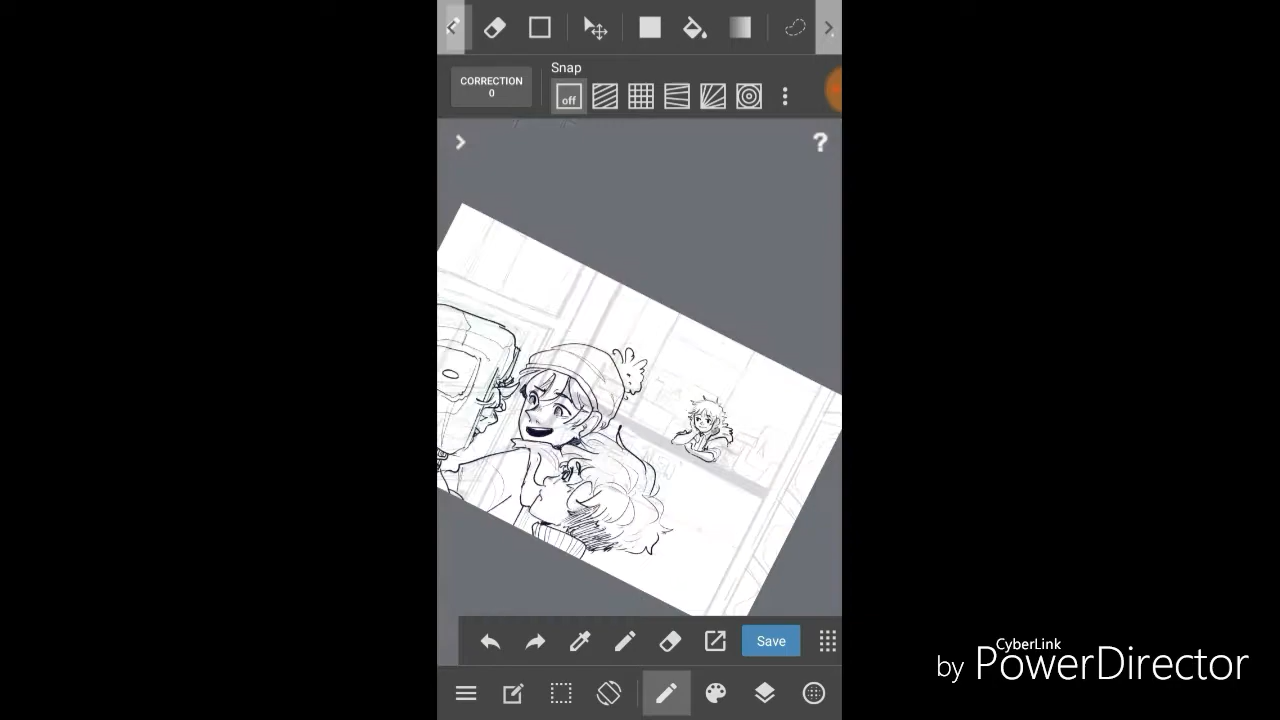 Snap
CORRECTION
0
off
?
Save
CyberLink
by PowerDirector